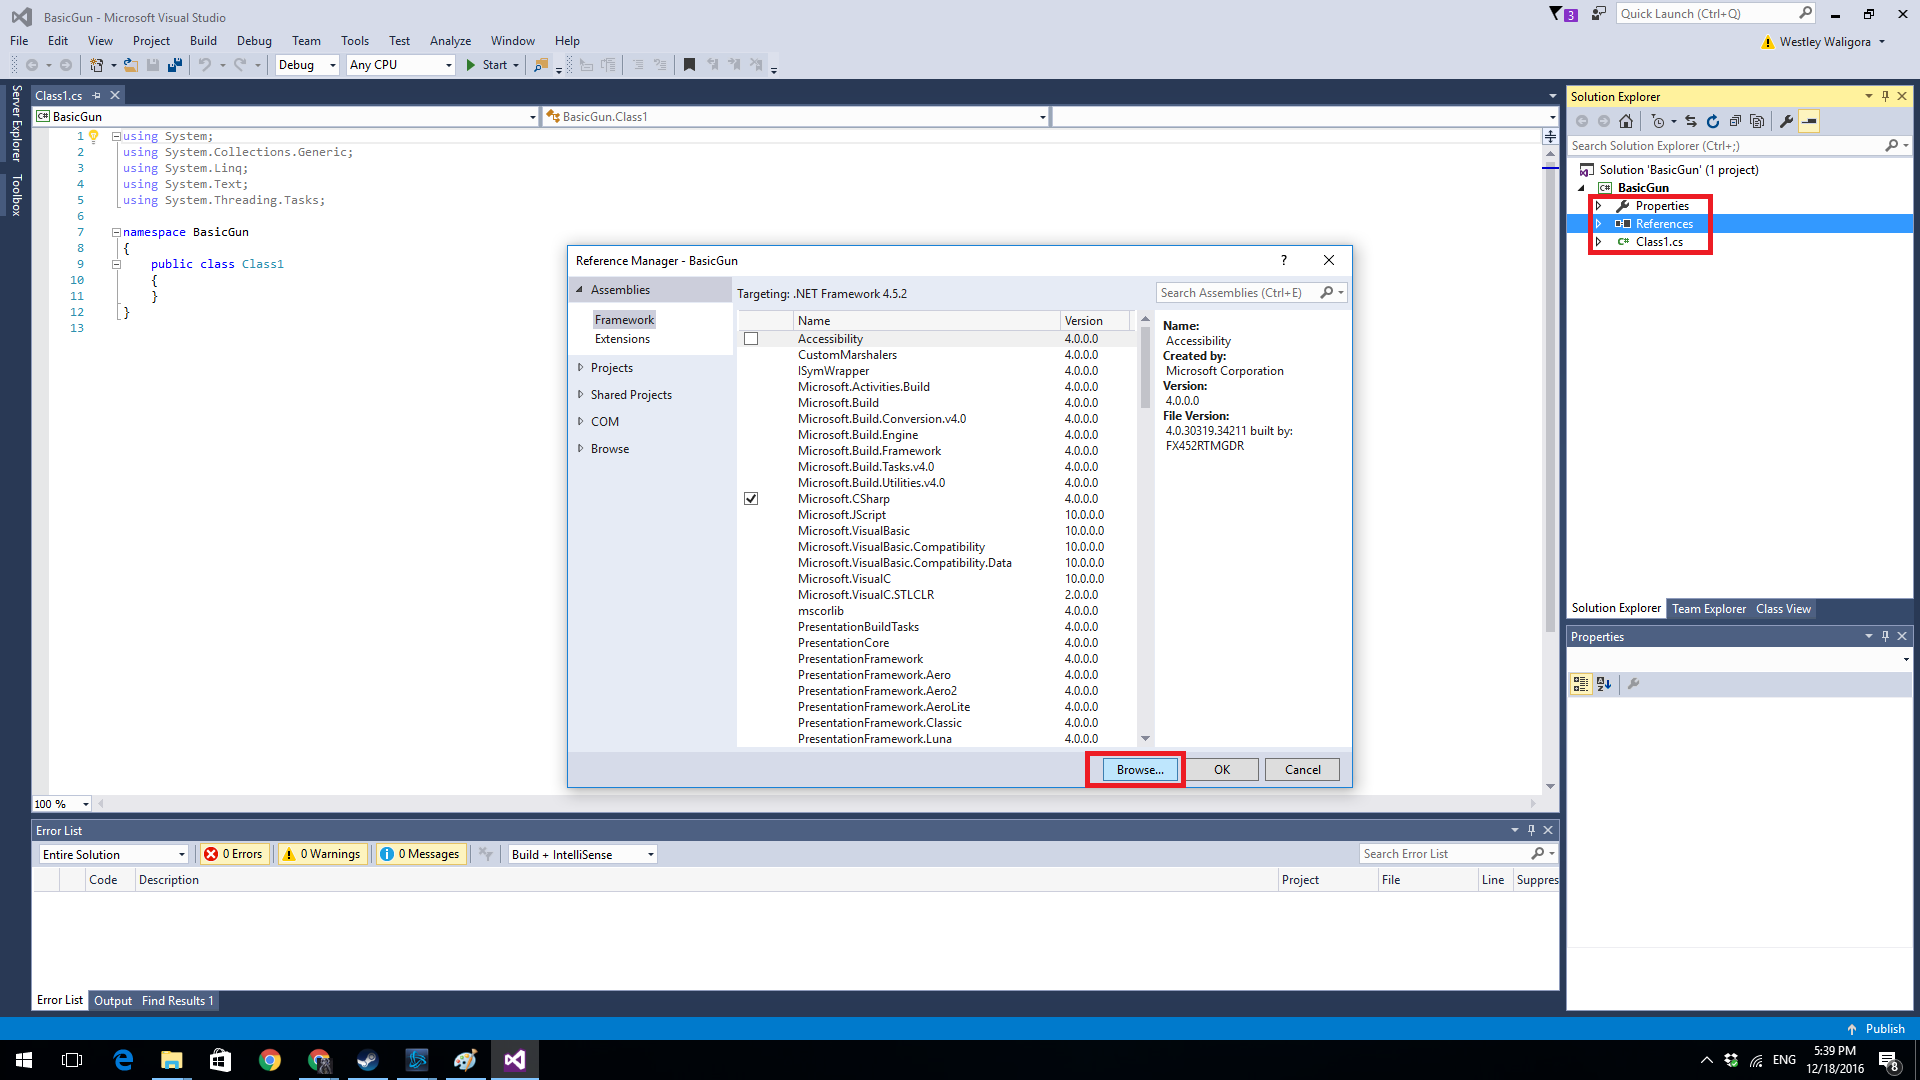 BasicGun - Microsoft Visual Studio
3
Quick Launch (Ctrl+Q)
File Edit View Project Build Debug Team Tools Test Analyze Window Help
Westley Waligora
Debug Any CPU Start
Server Explorer
Toolbox
Class1.cs
BasicGun
BasicGun.Class1
1 using System;
2 using System.Collections.Generic;
3 using System.Linq;
4 using System.Text;
5 using System.Threading.Tasks;
6
7 namespace BasicGun
8 {
9 public class Class1
10 {
11 }
12 }
13
100 %
Reference Manager - BasicGun
?
Assemblies
Framework
Extensions
Projects
Shared Projects
COM
Browse
Targeting: .NET Framework 4.5.2
Search Assemblies (Ctrl+E)
Name Version
Accessibility 4.0.0.0
CustomMarshalers 4.0.0.0
ISymWrapper 4.0.0.0
Microsoft.Activities.Build 4.0.0.0
Microsoft.Build 4.0.0.0
Microsoft.Build.Conversion.v4.0 4.0.0.0
Microsoft.Build.Engine 4.0.0.0
Microsoft.Build.Framework 4.0.0.0
Microsoft.Build.Tasks.v4.0 4.0.0.0
Microsoft.Build.Utilities.v4.0 4.0.0.0
Microsoft.CSharp 4.0.0.0
Microsoft.JScript 10.0.0.0
Microsoft.VisualBasic 10.0.0.0
Microsoft.VisualBasic.Compatibility 10.0.0.0
Microsoft.VisualBasic.Compatibility.Data 10.0.0.0
Microsoft.VisualC 10.0.0.0
Microsoft.VisualC.STLCLR 2.0.0.0
mscorlib 4.0.0.0
PresentationBuildTasks 4.0.0.0
PresentationCore 4.0.0.0
PresentationFramework 4.0.0.0
PresentationFramework.Aero 4.0.0.0
PresentationFramework.Aero2 4.0.0.0
PresentationFramework.AeroLite 4.0.0.0
PresentationFramework.Classic 4.0.0.0
PresentationFramework.Luna 4.0.0.0
Name:
Accessibility
Created by:
Microsoft Corporation
Version:
4.0.0.0
File Version:
4.0.30319.34211 built by:
FX452RTMGDR
Browse... OK Cancel
Solution Explorer
Search Solution Explorer (Ctrl+;)
Solution 'BasicGun' (1 project)
C# BasicGun
Properties
References
C# Class1.cs
Solution Explorer Team Explorer Class View
Properties
Error List
Entire Solution 0 Errors 0 Warnings 0 Messages Build + IntelliSense Search Error List
Code Description Project File Line Suppres
Error List Output Find Results 1
Publish
ENG
5:39 PM
12/18/2016
8